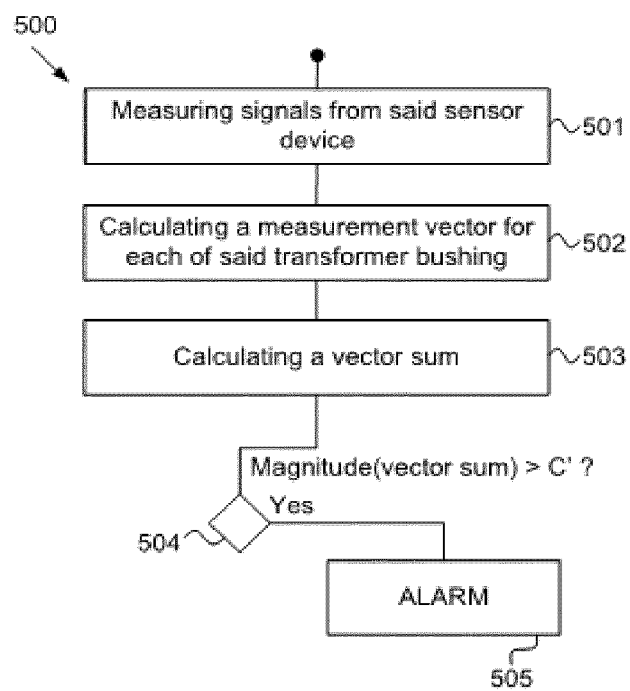 500
Measuring signals from said sensor
device
501
Calculating a measurement vector for
each of said transformer bushing
502
Calculating a vector sum
503
Magnitude(vector sum) > C' ?
Yes
504
ALARM
505